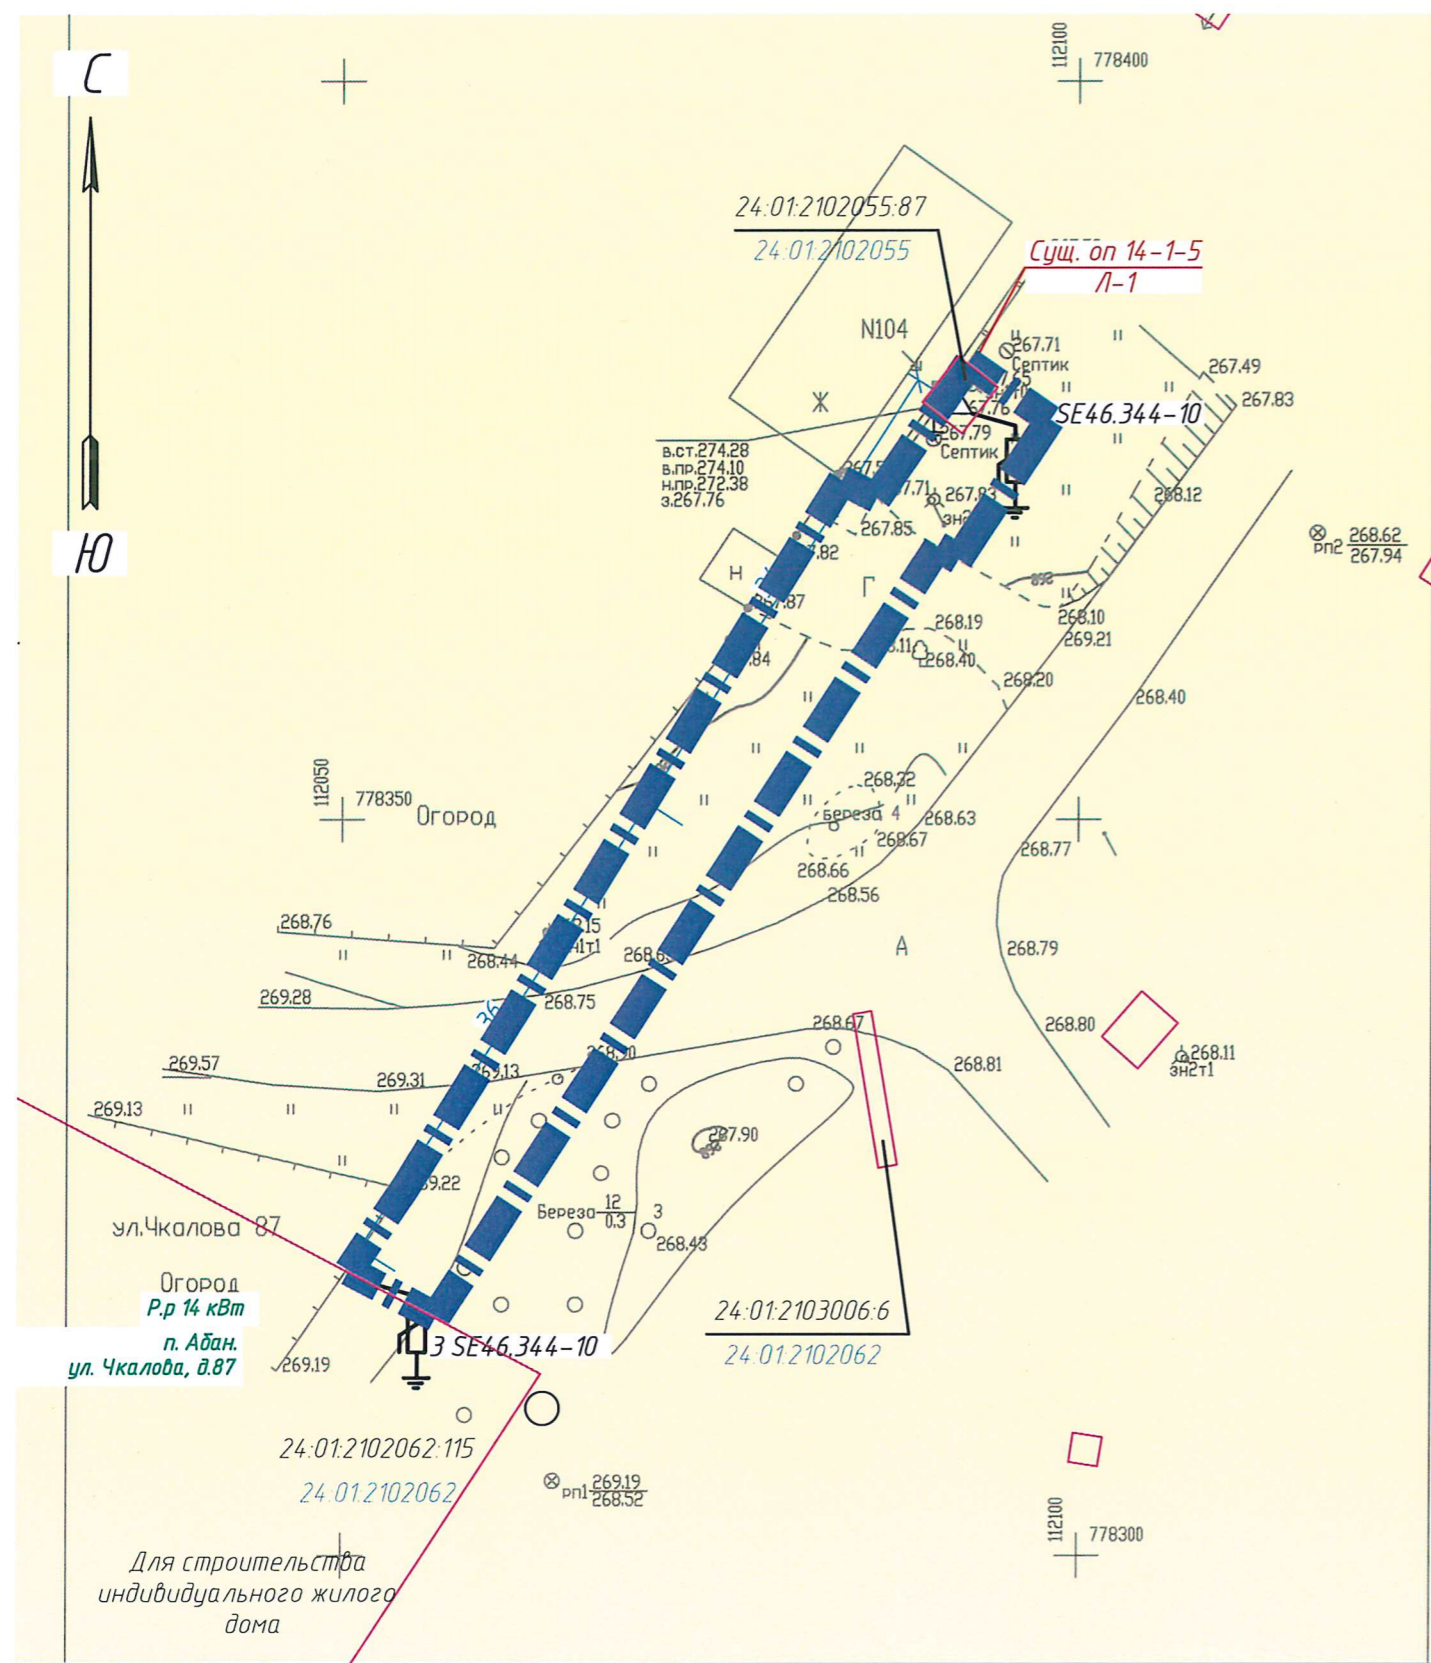 С
Ю
112100
778400
24:01:2102055:87
24:01:2102055
Сущ. оп 14-1-5
Л-1
N104
Ж
267.71
Септик
267.49
267.83
SE46.344-10
в.ст.274.28
в.пр.274.10
н.пр.272.38
з.267.76
267.79
Септик
267.83
268.12
267.85
рп2 268.62
267.94
Н
Г
268.10
269.21
268.19
268.40
268.20
268.40
112050
778350
Огород
268.32
Береза 4
268.63
268.67
268.66
268.56
268.77
268.76
268.44
А
268.79
269.28
268.75
36
268.67
268.80
268.81
268.11
зн2т1
269.57
269.31
269.13
269.13
267.90
Береза 12
0.3
3
268.43
ул.Чкалова 87
Огород
Р.р 14 кВт
п. Абан.
ул. Чкалова, д.87
269.19
3 SE46.344-10
24:01:2103006:6
24:01:2102062
24:01:2102062:115
24:01:2102062
рп1 269.19
268.52
112100
778300
Для строительства
индивидуального жилого
дома